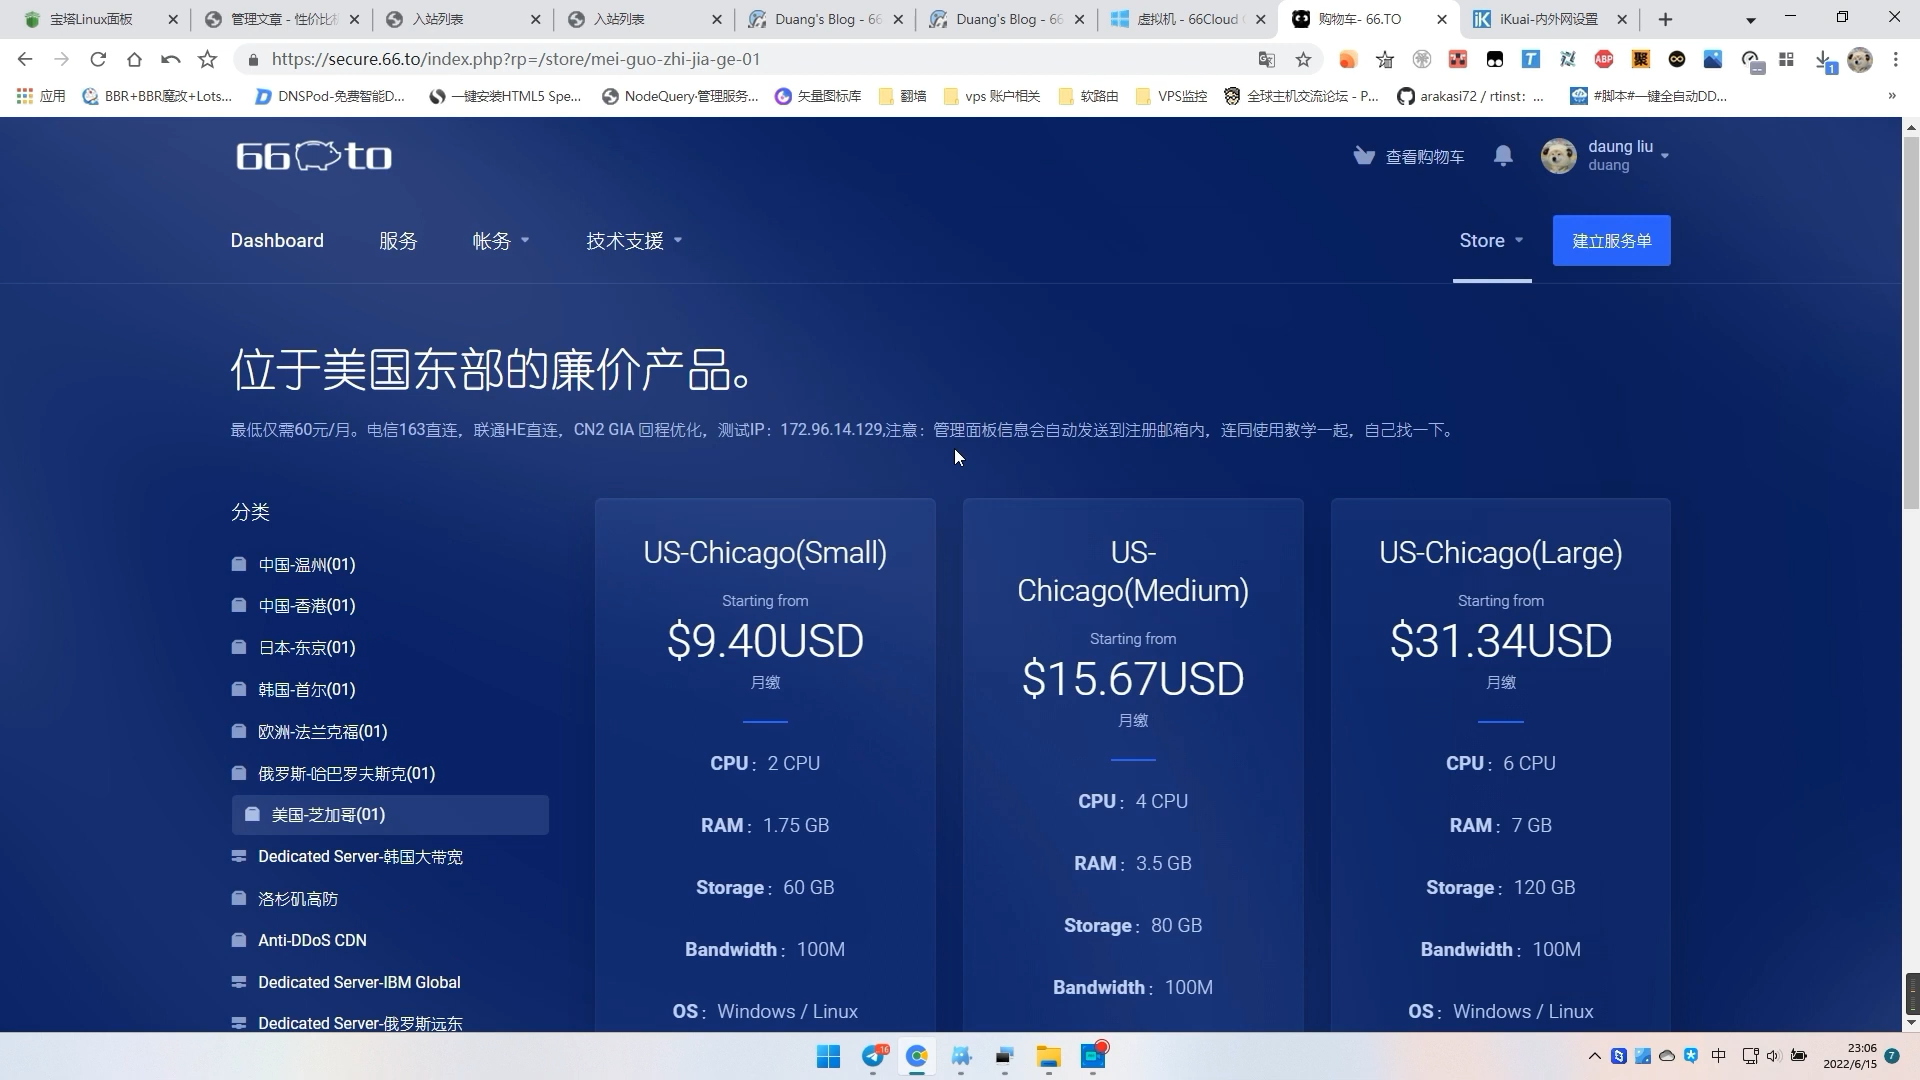 宝塔Linux面板
管理文章 - 性价比
入站列表
入站列表
Duang's Blog - 66
Duang's Blog - 66
虚拟机 - 66Cloud
购物车- 66.TO
iKuai-内外网设置
https://secure.66.to/index.php?rp=/store/mei-guo-zhi-jia-ge-01
应用
BBR+BBR魔改+Lots...
DNSPod-免费智能D...
一键安装HTML5 Spe...
NodeQuery·管理服务...
矢量图标库
翻墙
vps 账户相关
软路由
VPS监控
全球主机交流论坛 - P...
arakasi72 / rtinst: ...
#脚本#一键全自动DD...
»
66 to
查看购物车
daung liu
duang
Dashboard
服务
帐务
技术支援
Store
建立服务单
位于美国东部的廉价产品。
最低仅需60元/月。电信163直连，联通HE直连，CN2 GIA 回程优化，测试IP：172.96.14.129,注意：管理面板信息会自动发送到注册邮箱内，连同使用教学一起，自己找一下。
分类
中国-温州(01)
中国-香港(01)
日本-东京(01)
韩国-首尔(01)
欧洲-法兰克福(01)
俄罗斯-哈巴罗夫斯克(01)
美国-芝加哥(01)
Dedicated Server-韩国大带宽
洛杉矶高防
Anti-DDoS CDN
Dedicated Server-IBM Global
Dedicated Server-俄罗斯远东
US-Chicago(Small)
Starting from
$9.40USD
月缴
CPU： 2 CPU
RAM： 1.75 GB
Storage： 60 GB
Bandwidth： 100M
OS： Windows / Linux
US-
Chicago(Medium)
Starting from
$15.67USD
月缴
CPU： 4 CPU
RAM： 3.5 GB
Storage： 80 GB
Bandwidth： 100M
US-Chicago(Large)
Starting from
$31.34USD
月缴
CPU： 6 CPU
RAM： 7 GB
Storage： 120 GB
Bandwidth： 100M
OS： Windows / Linux
中
23:06
2022/6/15
7